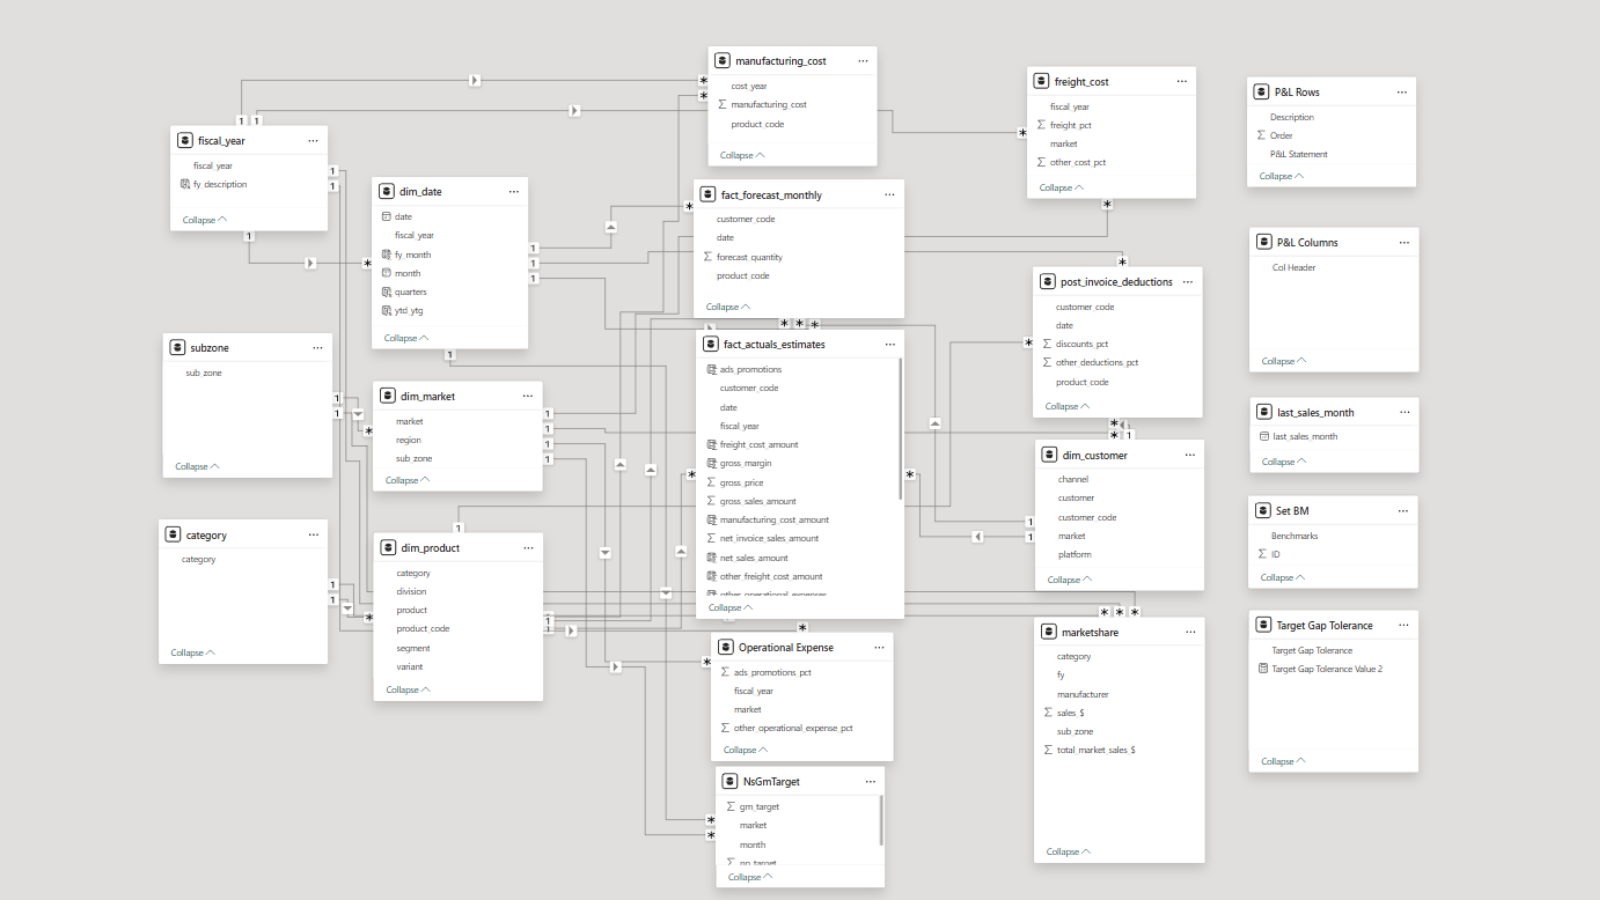 manufacturing_cost
cost_year
manufacturing_cost
product_code
Collapse
freight_cost
fiscal_year
freight_pct
market
other_cost_pct
Collapse
P&L Rows
Description
Order
P&L Statement
Collapse
fiscal_year
fiscal_year
fy_description
Collapse
dim_date
date
fiscal_year
fy_month
month
quarters
ytd_ytg
Collapse
fact_forecast_monthly
customer_code
date
forecast_quantity
product_code
Collapse
post_invoice_deductions
customer_code
date
discounts_pct
other_deductions_pct
product_code
Collapse
P&L Columns
Col Header
Collapse
subzone
sub_zone
Collapse
dim_market
market
region
sub_zone
Collapse
fact_actuals_estimates
ads_promotions
customer_code
date
fiscal_year
freight_cost_amount
gross_margin
gross_price
gross_sales_amount
manufacturing_cost_amount
net_invoice_sales_amount
net_sales_amount
other_freight_cost_amount
other_operational_expenses
Collapse
dim_customer
channel
customer
customer_code
market
platform
Collapse
last_sales_month
last_sales_month
Collapse
Set BM
Benchmarks
ID
Collapse
category
category
Collapse
dim_product
category
division
product
product_code
segment
variant
Collapse
Operational Expense
ads_promotions_pct
fiscal_year
market
other_operational_expense_pct
Collapse
marketshare
category
fy
manufacturer
sales_$
sub_zone
total_market_sales_$
Collapse
Target Gap Tolerance
Target Gap Tolerance
Target Gap Tolerance Value 2
Collapse
NsGmTarget
gm_target
market
month
np_target
Collapse